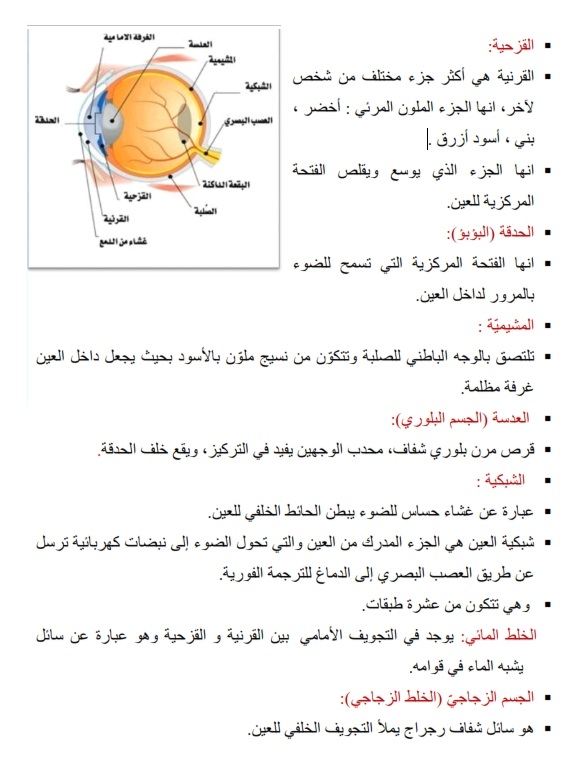 الغرفة الامامية
العدسة
المشيمية
الشبكية
العصب البصري
الحدقة
البقعة الداكنة
القزحية
الصُلبة
القرنية
غشاء من الدمع
▪ القزحية:
▪ القرنية هي أكثر جزء مختلف من شخص
لآخر، انها الجزء الملون المرئي : أخضر ،
بني ، أسود أزرق .
▪ انها الجزء الذي يوسع ويقلص الفتحة
المركزية للعين.
▪ الحدقة (البؤبؤ):
▪ انها الفتحة المركزية التي تسمح للضوء
بالمرور لداخل العين.
▪ المشيميّة :
▪ تلتصق بالوجه الباطني للصلبة وتتكوّن من نسيج ملوّن بالأسود بحيث يجعل داخل العين
غرفة مظلمة.
▪ العدسة (الجسم البلوري):
▪ قرص مرن بلوري شفاف، محدب الوجهين يفيد في التركيز، ويقع خلف الحدقة.
▪ الشبكية :
▪ عبارة عن غشاء حساس للضوء يبطن الحائط الخلفي للعين.
▪ شبكية العين هي الجزء المدرك من العين والتي تحول الضوء إلى نبضات كهربائية ترسل
عن طريق العصب البصري إلى الدماغ للترجمة الفورية.
▪ وهي تتكون من عشرة طبقات.
الخلط المائي: يوجد في التجويف الأمامي بين القرنية و القزحية وهو عبارة عن سائل
يشبه الماء في قوامه.
▪ الجسم الزجاجيّ (الخلط الزجاجي):
▪ هو سائل شفاف رجراج يملأ التجويف الخلفي للعين.